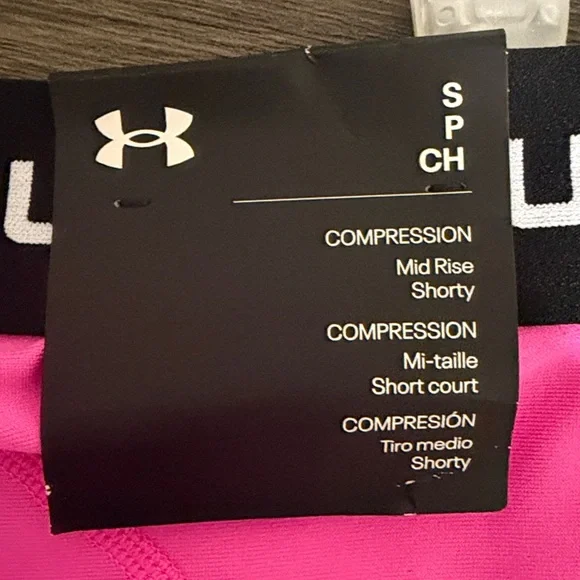 S
P
CH
COMPRESSION
Mid Rise
Shorty
COMPRESSION
Mi-taille
Short court
COMPRESIÓN
Tiro medio
Shorty